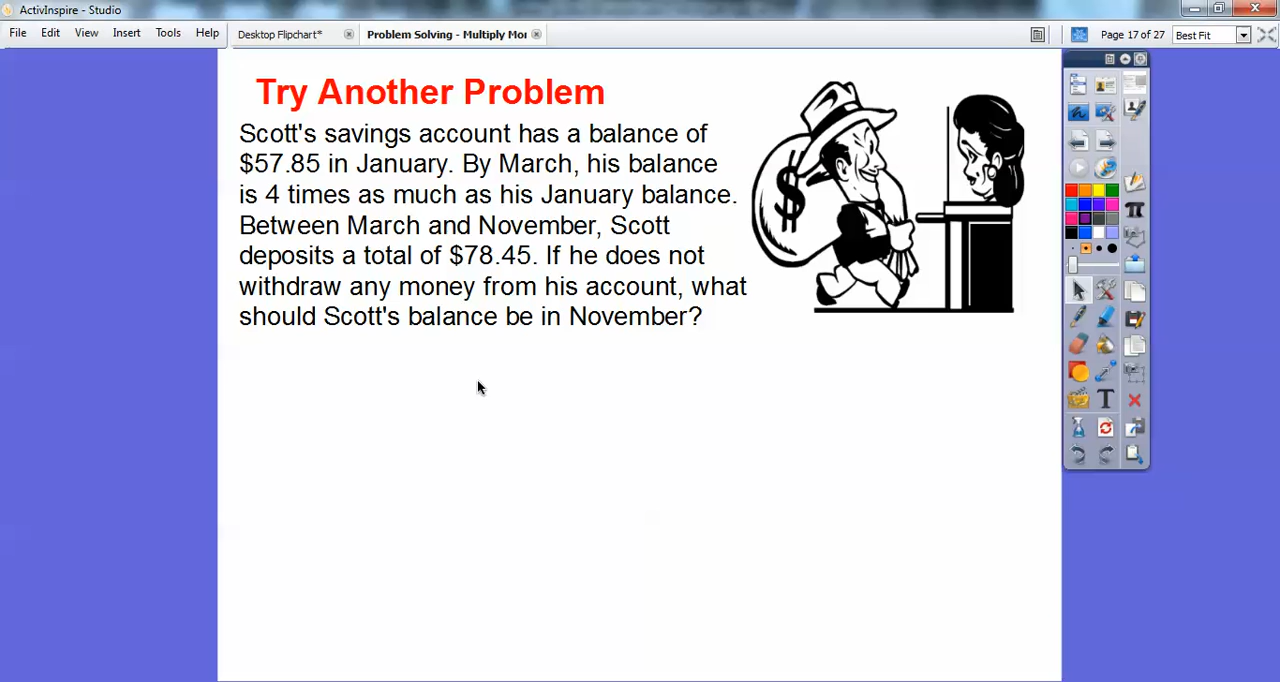 ActivInspire - Studio
File Edit View Insert Tools Help
Desktop Flipchart* Problem Solving - Multiply Mor
Page 17 of 27 Best Fit
Try Another Problem
Scott's savings account has a balance of
$57.85 in January. By March, his balance
is 4 times as much as his January balance.
Between March and November, Scott
deposits a total of $78.45. If he does not
withdraw any money from his account, what
should Scott's balance be in November?
$
T